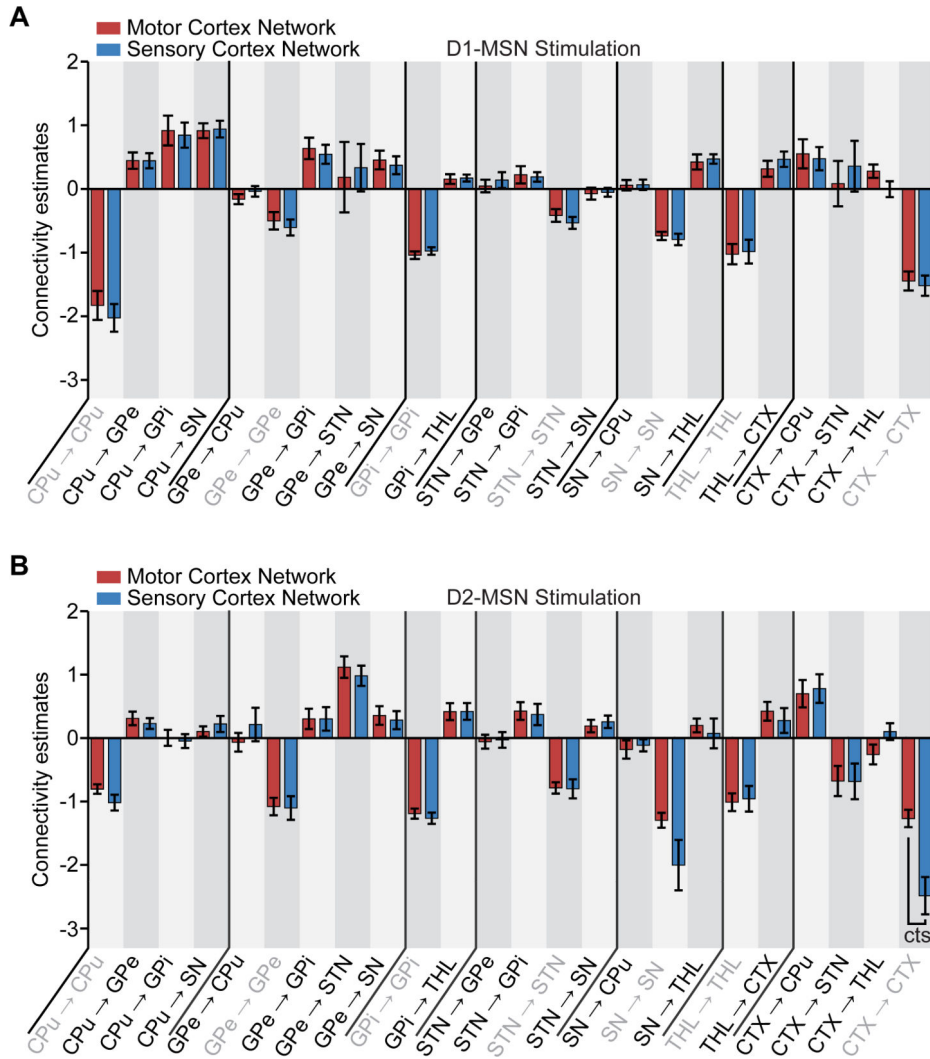 A
Motor Cortex Network
Sensory Cortex Network
D1-MSN Stimulation
Connectivity estimates
2
1
0
-1
-2
-3
CPu → CPu
CPu → GPe
CPu → GPi
CPu → SN
GPe → CPu
GPe → GPe
GPe → GPi
GPe → STN
GPe → SN
GPi → GPi
GPi → THL
STN → GPe
STN → GPi
STN → STN
STN → SN
SN → CPu
SN → SN
SN → THL
THL → THL
THL → CTX
CTX → CPu
CTX → STN
CTX → THL
CTX → CTX
B
Motor Cortex Network
Sensory Cortex Network
D2-MSN Stimulation
Connectivity estimates
2
1
0
-1
-2
-3
cts
CPu → CPu
CPu → GPe
CPu → GPi
CPu → SN
GPe → CPu
GPe → GPe
GPe → GPi
GPe → STN
GPe → SN
GPi → GPi
GPi → THL
STN → GPe
STN → GPi
STN → STN
STN → SN
SN → CPu
SN → SN
SN → THL
THL → THL
THL → CTX
CTX → CPu
CTX → STN
CTX → THL
CTX → CTX